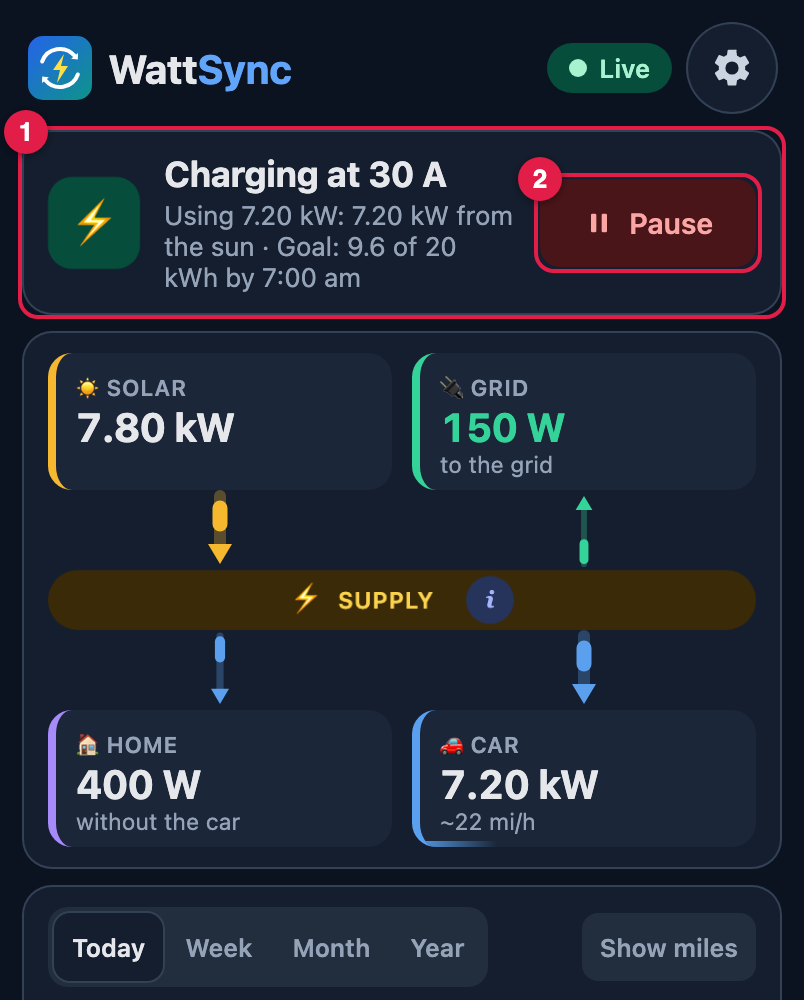 WattSync
Live
1
Charging at 30 A
Using 7.20 kW: 7.20 kW from
the sun · Goal: 9.6 of 20
kWh by 7:00 am
2
Pause
SOLAR
7.80 kW
GRID
150 W
to the grid
SUPPLY
i
HOME
400 W
without the car
CAR
7.20 kW
~22 mi/h
Today
Week
Month
Year
Show miles